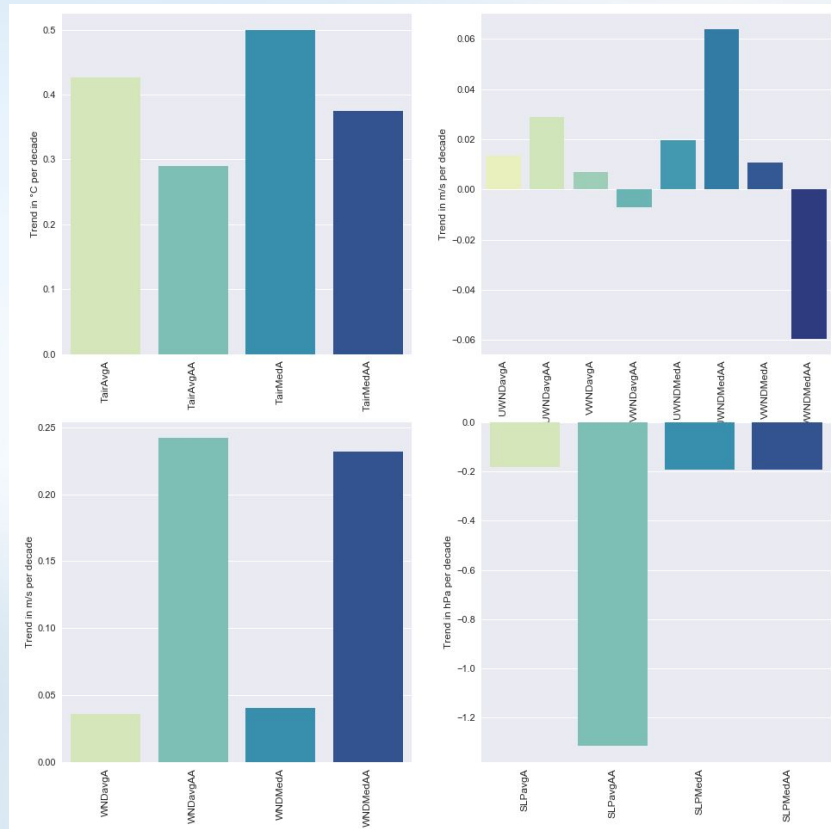 Trend in °C per decade
0.5
0.4
0.3
0.2
0.1
0.0
TairAvgA
TairAvgAA
TairMedA
TairMedAA
Trend in m/s per decade
0.06
0.04
0.02
0.00
−0.02
−0.04
−0.06
UWNDavgA
UWNDavgAA
VWNDavgA
VWNDavgAA
UWNDMedA
WNDMedAA
VWNDMedA
WNDMedAA
Trend in m/s per decade
0.25
0.20
0.15
0.10
0.05
0.00
WNDavgA
WNDavgAA
WNDMedA
WNDMedAA
Trend in hPa per decade
0.0
−0.2
−0.4
−0.6
−0.8
−1.0
−1.2
SLPavgA
SLPavgAA
SLPMedA
SLPMedAA